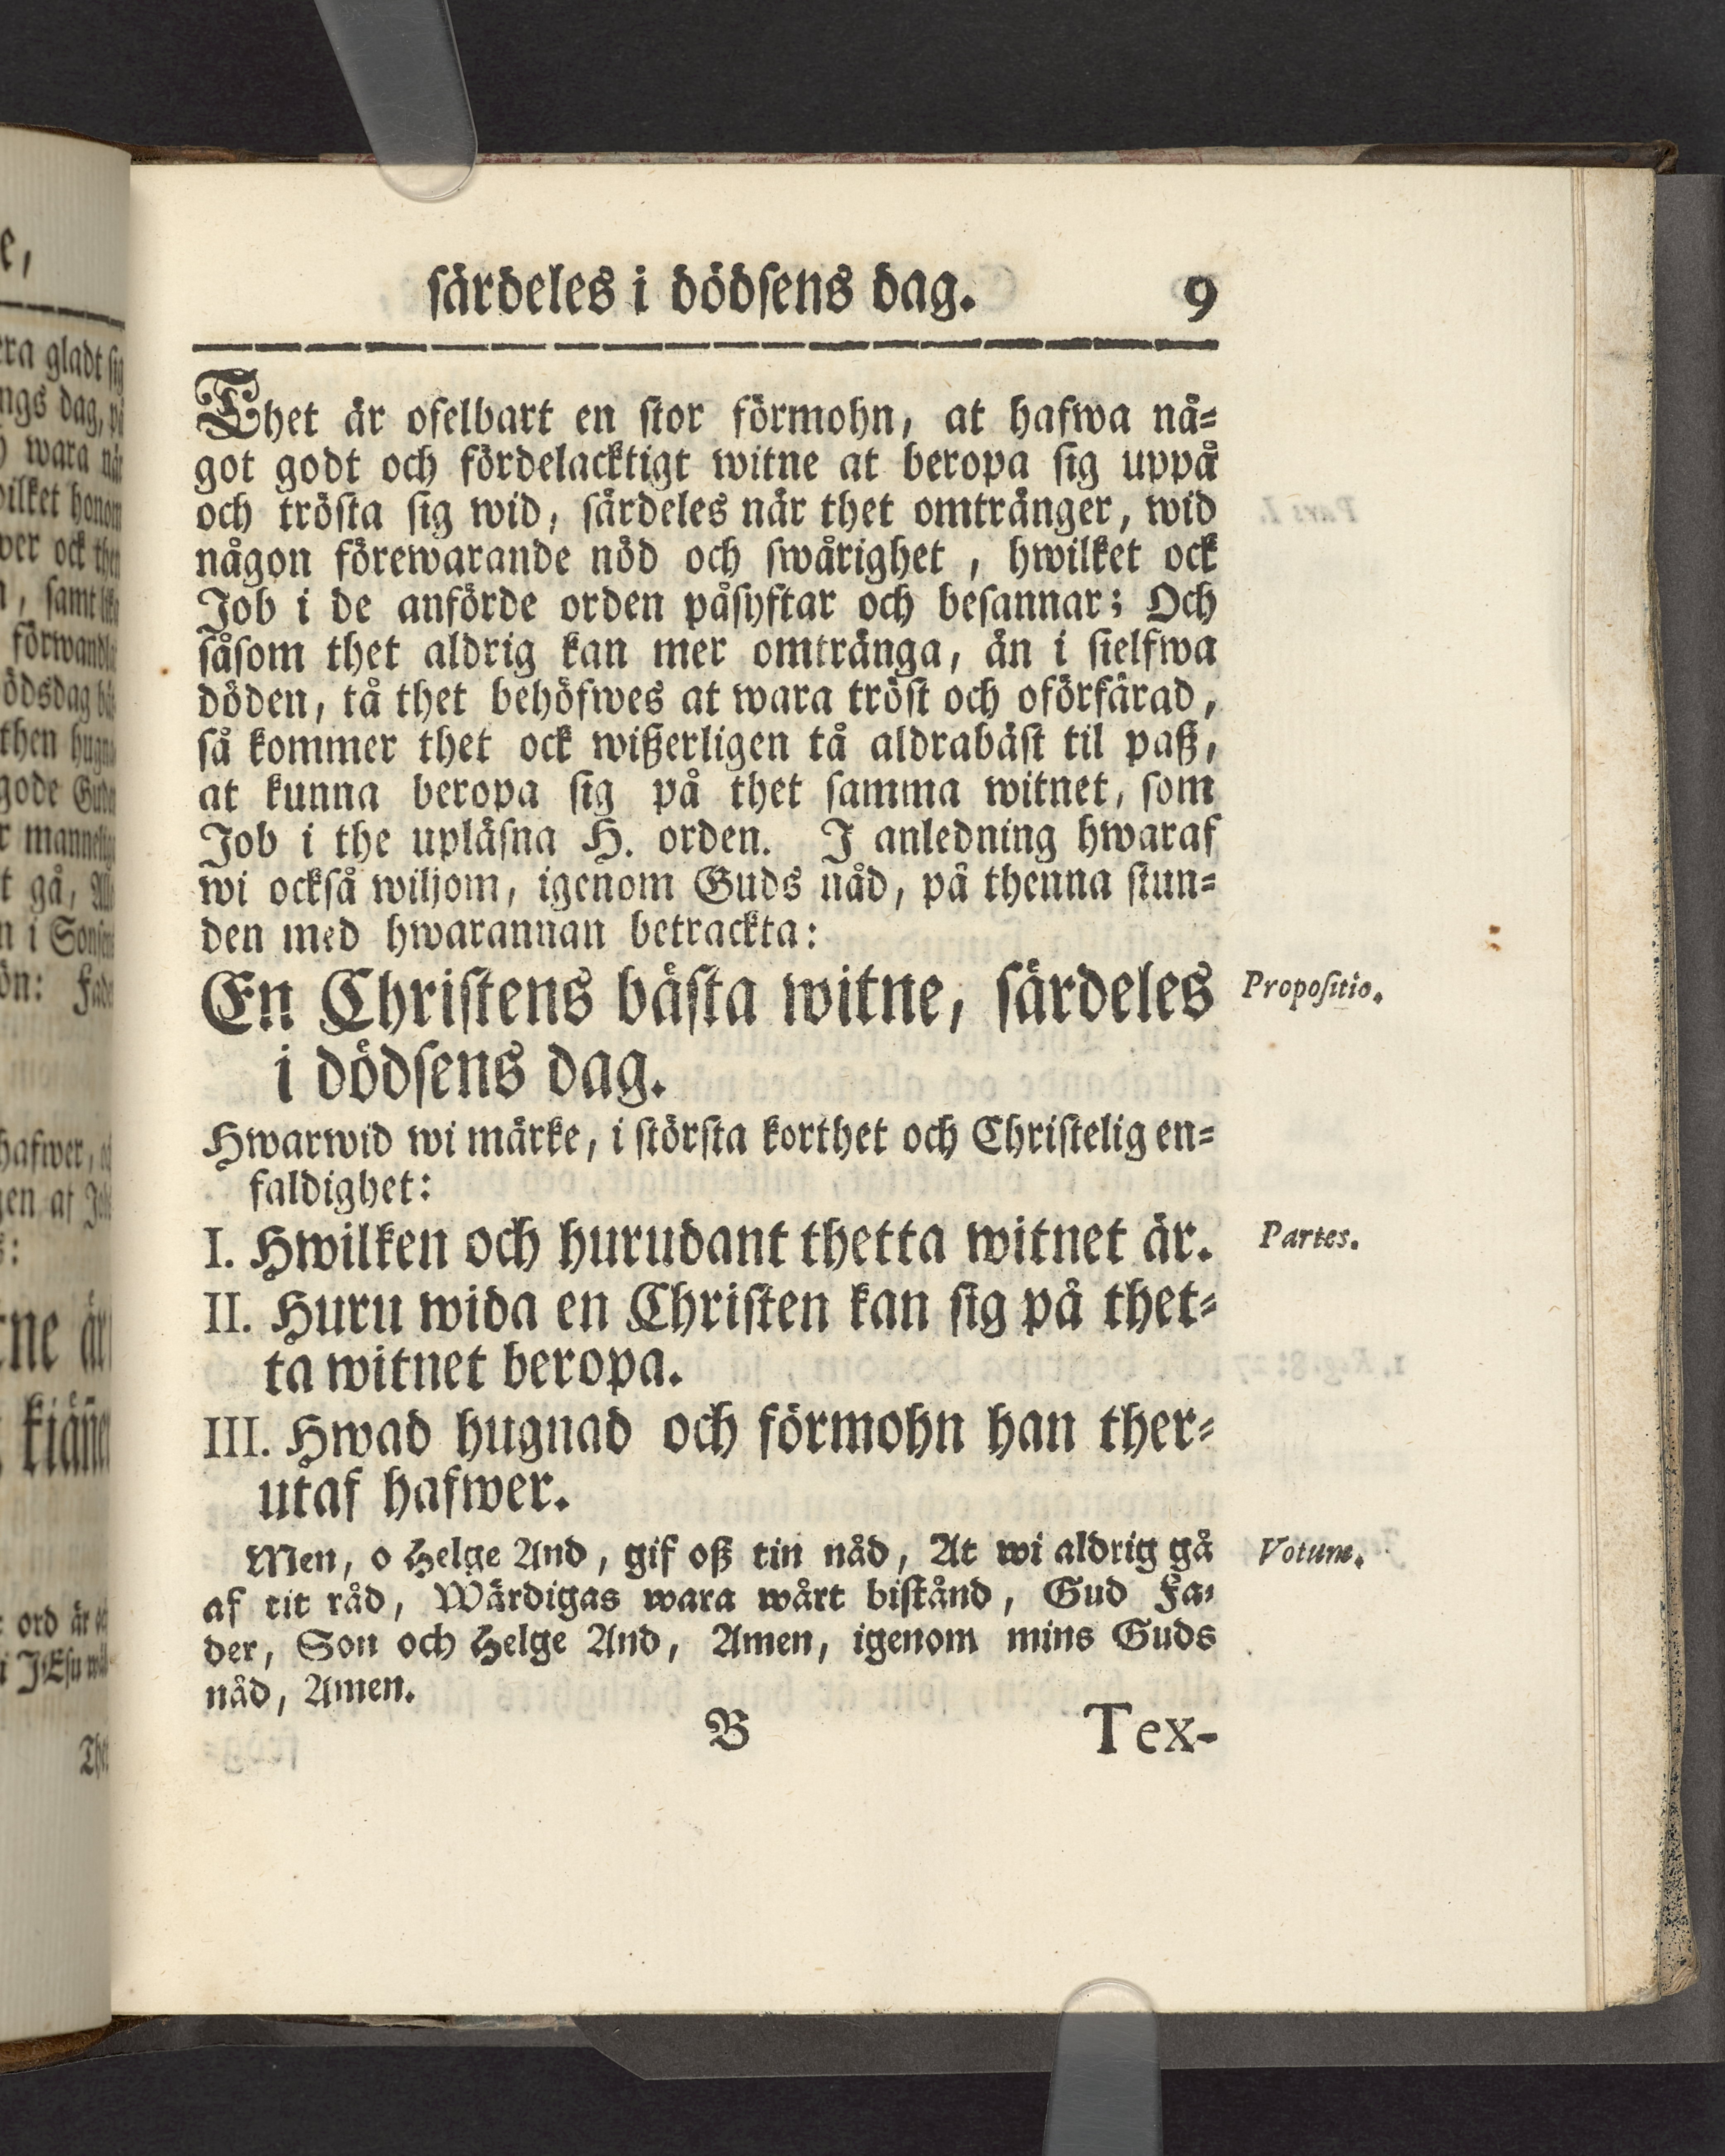 särdeles i dödsens dag. 9
Thet är ofelbart en stor förmohn, at hafwa nå=
got godt och fördelacktigt witne at beropa sig uppå
och trösta sig wid, särdeles när thet omtränger, wid
någon förewarande nöd och swårighet, hwilket ock
Job i de anförde orden påsyftar och besannar; Och
såsom thet aldrig kan mer omtränga, än i sielfwa
döden, tå thet behöfwes at wara tröst och oförfärad,
så kommer thet ock wißerligen tå aldrabäst til paß,
at kunna beropa sig på thet samma witnet, som
Job i the upläsna H. orden. I anledning hwaraf
wi också wiljom, igenom Guds nåd, på thenna stun=
den med hwarannan betrackta:
En Christens bästa witne, särdeles
i dödsens dag.
Propositio.
Hwarwid wi märke, i största korthet och Christelig en=
faldighet:
I. Hwilken och hurudant thetta witnet är.
Partes.
II. Huru wida en Christen kan sig på thet=
ta witnet beropa.
III. Hwad hugnad och förmohn han ther=
utaf hafwer.
Men, o Helge And, gif oß tin nåd, At wi aldrig gå
Votum.
af tit råd, Wärdigas wara wårt bistånd, Gud Fa=
der, Son och Helge And, Amen, igenom mins Guds
nåd, Amen.
B Tex-